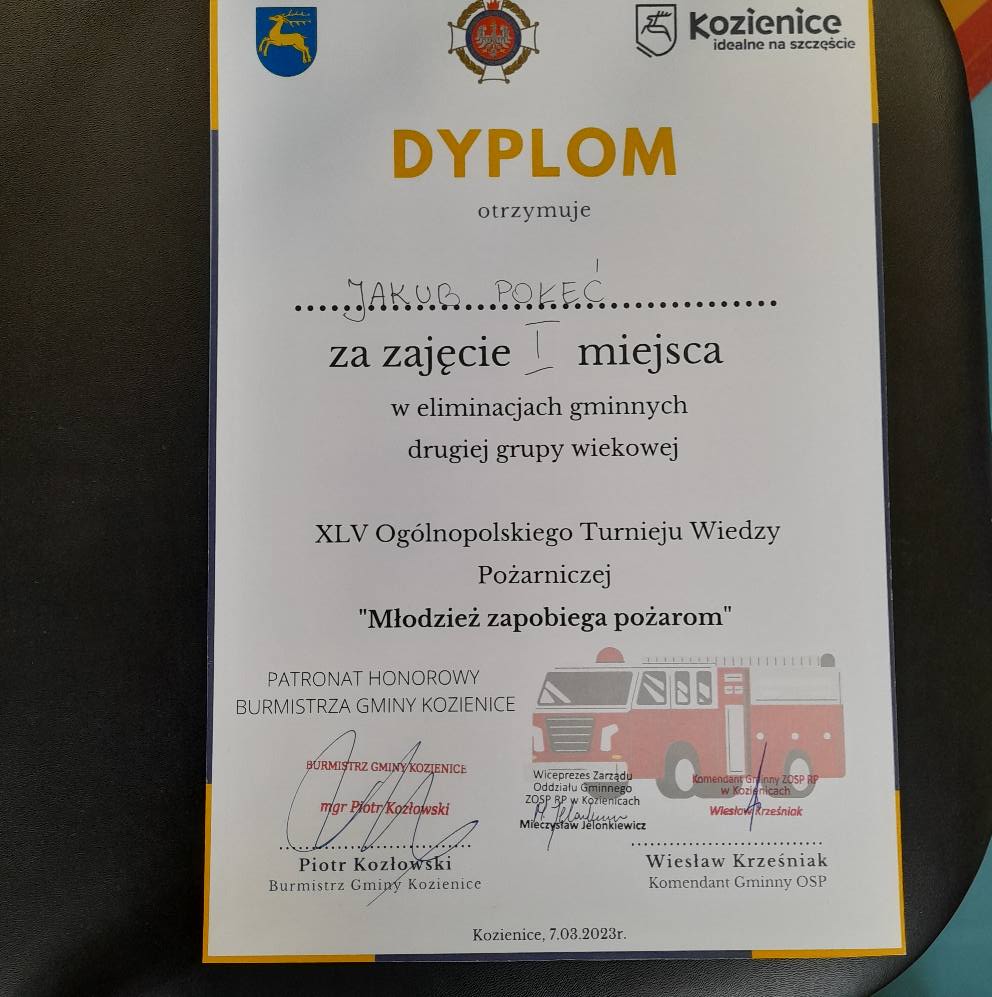 Kozienice
idealne na szczęście
DYPLOM
otrzymuje
JAKUB POŁEĆ
za zajęcie I miejsca
w eliminacjach gminnych
drugiej grupy wiekowej
XLV Ogólnopolskiego Turnieju Wiedzy
Pożarniczej
"Młodzież zapobiega pożarom"
PATRONAT HONOROWY
BURMISTRZA GMINY KOZIENICE
BURMISTRZ GMINY KOZIENICE
mgr Piotr Kozłowski
Piotr Kozłowski
Burmistrz Gminy Kozienice
Wiceprezes Zarządu
Oddziału Gminnego
ZOSP RP w Kozienicach
Mieczysław Jelonkiewicz
Komendant Gminny ZOSP RP
w Kozienicach
Wiesław Krześniak
Wiesław Krześniak
Komendant Gminny OSP
Kozienice, 7.03.2023r.